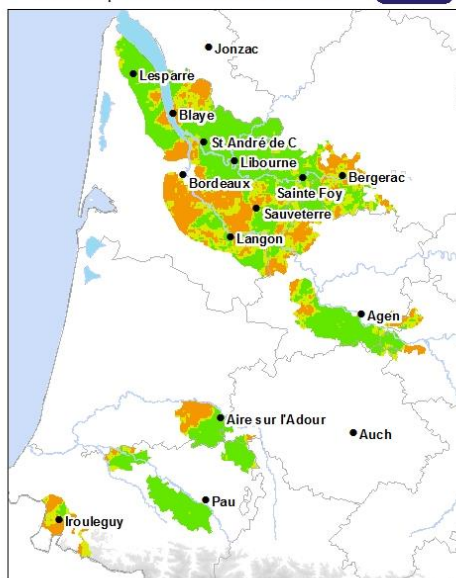 Jonzac
Lesparre
Blaye
St André de C
Libourne
Bordeaux
Sainte Foy
Bergerac
Sauveterre
Langon
Agen
Aire sur l'Adour
Auch
Pau
Irouleguy